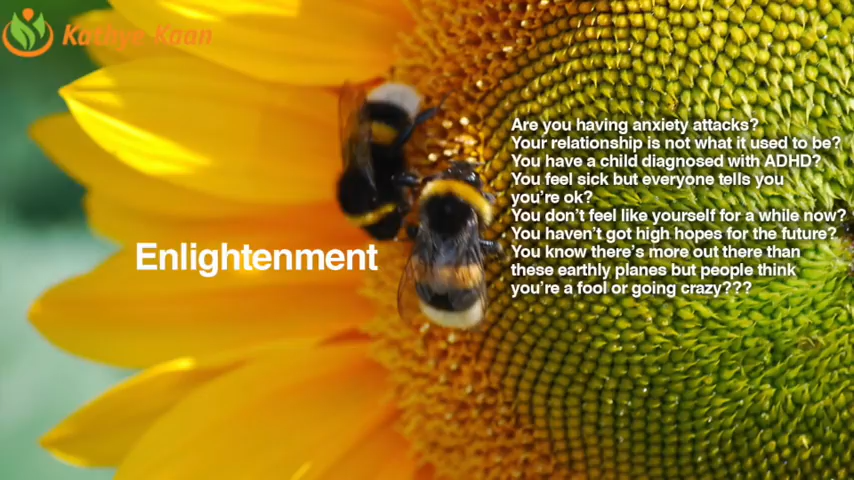 Kathye Kaan
Are you having anxiety attacks?
Your relationship is not what it used to be?
You have a child diagnosed with ADHD?
You feel sick but everyone tells you
you're ok?
You don't feel like yourself for a while now?
You haven't got high hopes for the future?
You know there's more out there than
these earthly planes but people think
you're a fool or going crazy???
Enlightenment